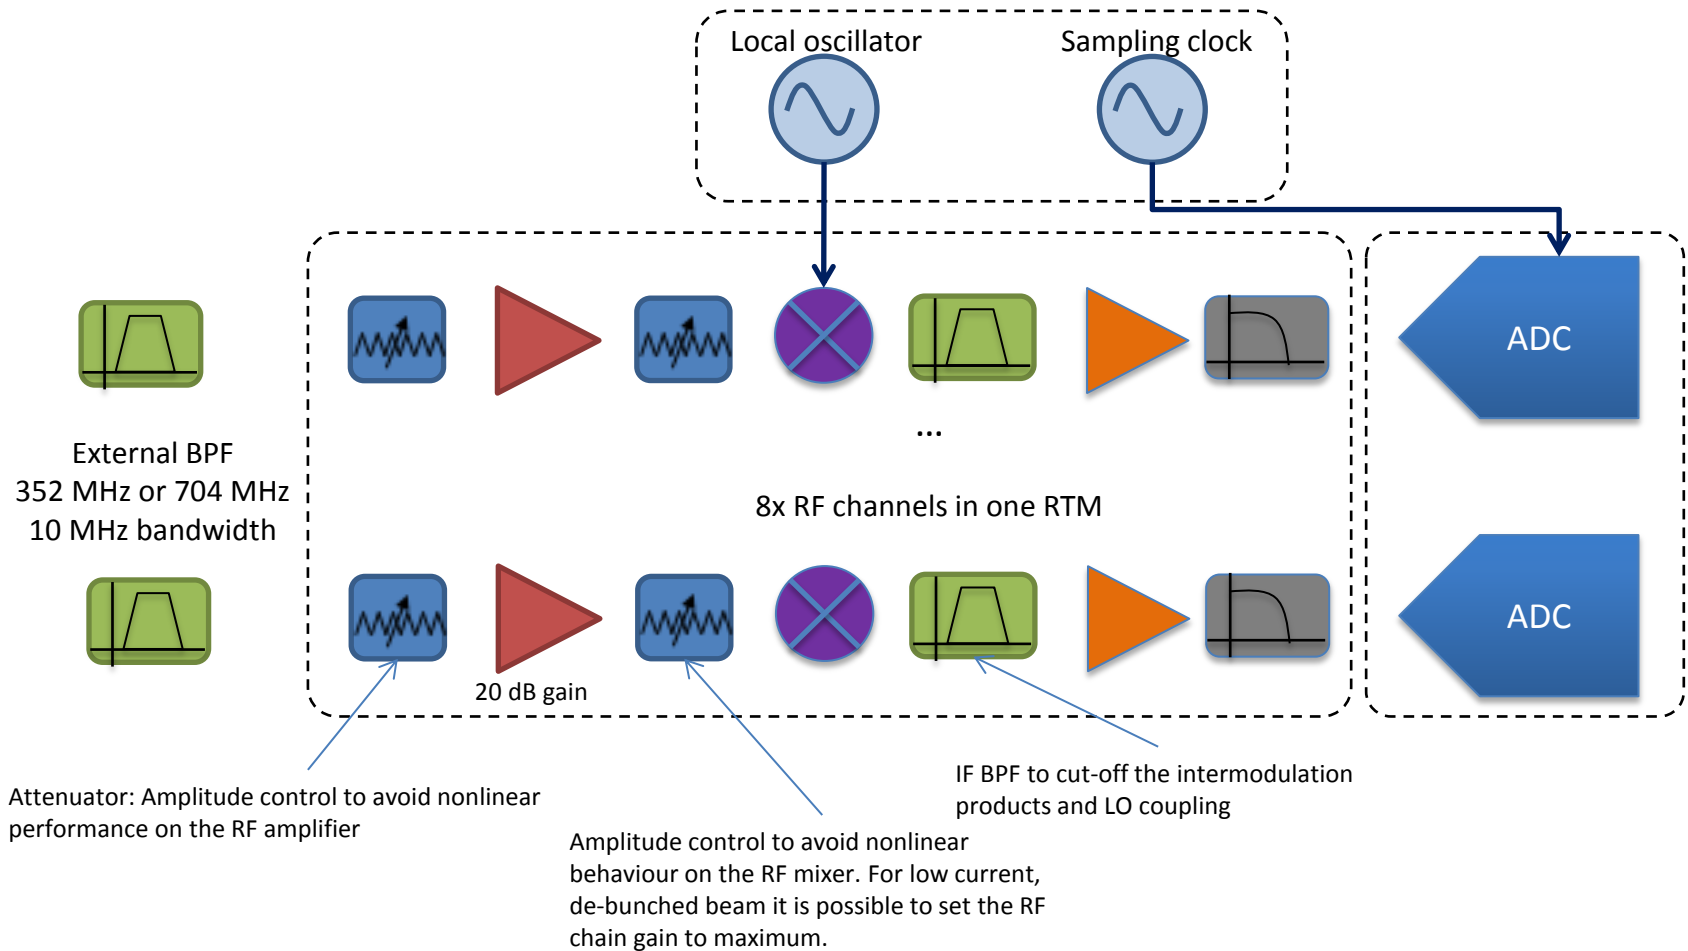 Local oscillator
Sampling clock
ADC
...
External BPF
352 MHz or 704 MHz
10 MHz bandwidth
8x RF channels in one RTM
ADC
20 dB gain
Attenuator: Amplitude control to avoid nonlinear
performance on the RF amplifier
Amplitude control to avoid nonlinear
behaviour on the RF mixer. For low current,
de-bunched beam it is possible to set the RF
chain gain to maximum.
IF BPF to cut-off the intermodulation
products and LO coupling